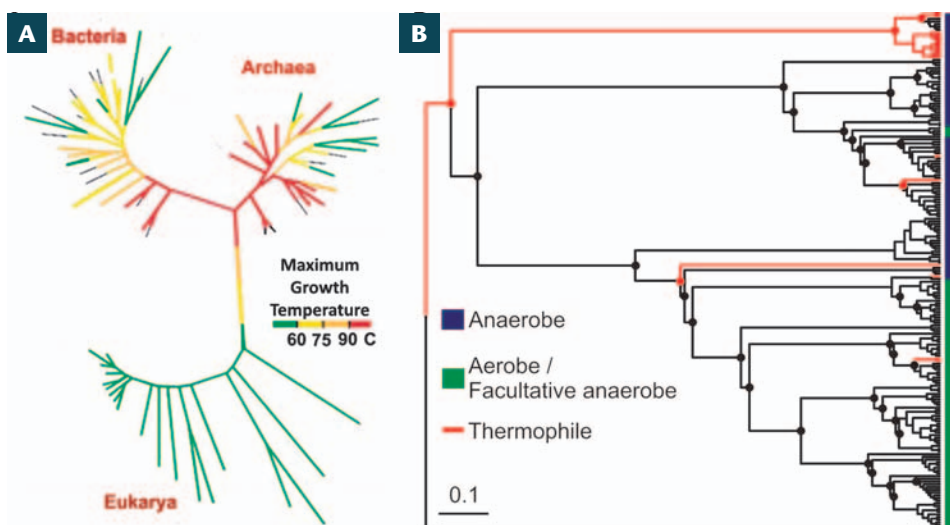 A
Bacteria
Archaea
Maximum
Growth
Temperature
60 75 90 C
Eukarya
B
Anaerobe
Aerobe /
Facultative anaerobe
Thermophile
0.1